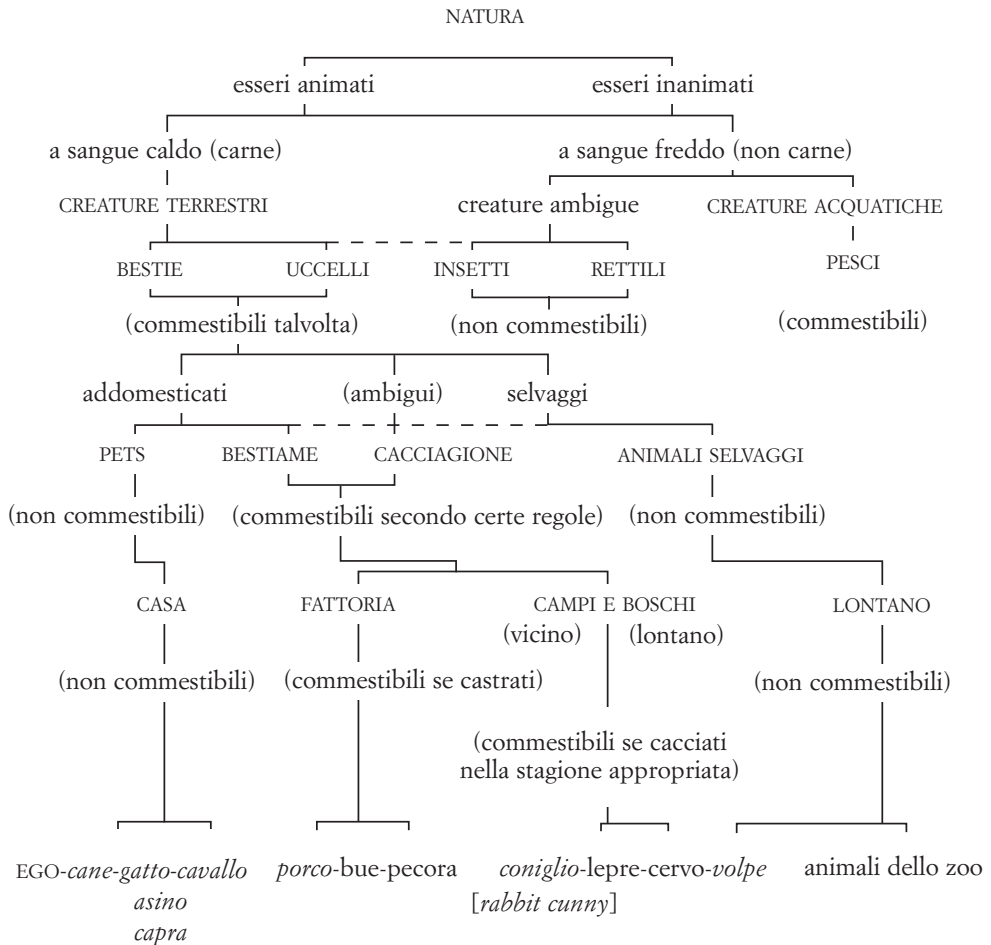 NATURA
esseri animati esseri inanimati
a sangue caldo (carne) a sangue freddo (non carne)
CREATURE TERRESTRI creature ambigue CREATURE ACQUATICHE
BESTIE UCCELLI INSETTI RETTILI PESCI
(commestibili talvolta) (non commestibili) (commestibili)
addomesticati (ambigui) selvaggi
PETS BESTIAME CACCIAGIONE ANIMALI SELVAGGI
(non commestibili) (commestibili secondo certe regole) (non commestibili)
CASA FATTORIA CAMPI E BOSCHI LONTANO
(vicino) (lontano)
(non commestibili) (commestibili se castrati) (non commestibili)
(commestibili se cacciati
nella stagione appropriata)
EGO-cane-gatto-cavallo porco-bue-pecora coniglio-lepre-cervo-volpe animali dello zoo
asino [rabbit cunny]
capra